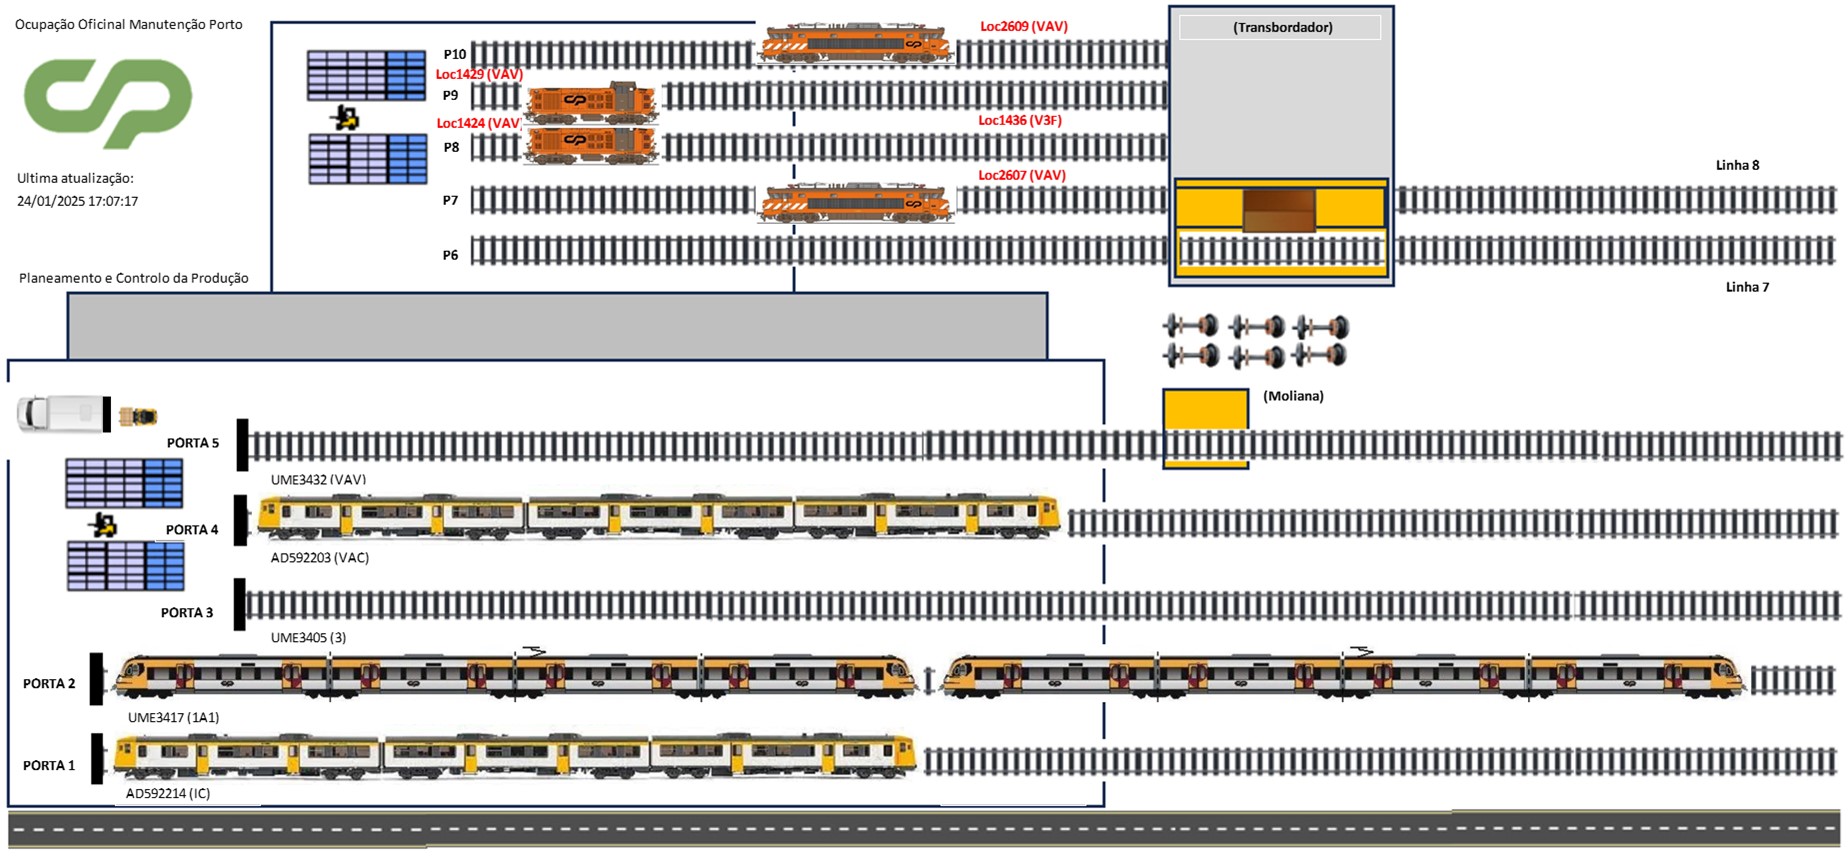 Ocupação Oficinal Manutenção Porto
Ultima atualização:
24/01/2025 17:07:17
Planeamento e Controlo da Produção
P10
Loc2609 (VAV)
(Transbordador)
Loc1429 (VAV)
P9
Loc1424 (VAV)
Loc1436 (V3F)
P8
Loc2607 (VAV)
P7
Linha 8
P6
Linha 7
(Moliana)
PORTA 5
UME3432 (VAV)
PORTA 4
AD592203 (VAC)
PORTA 3
UME3405 (3)
PORTA 2
UME3417 (1A1)
PORTA 1
AD592214 (IC)